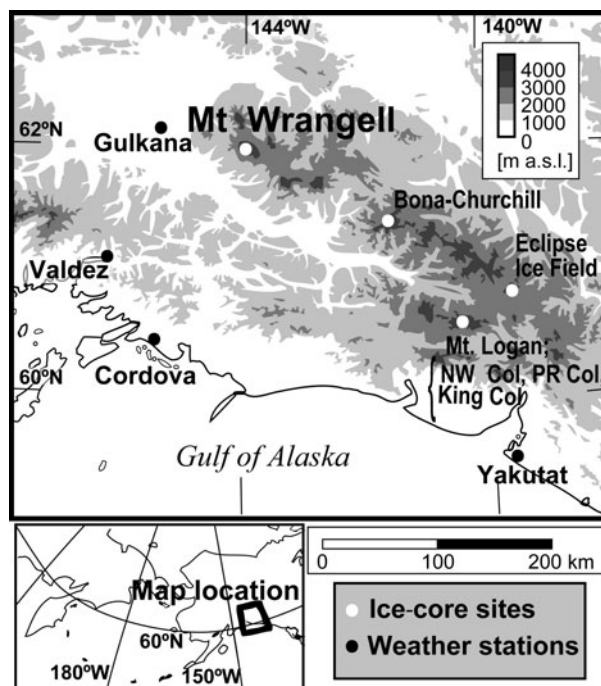 144ºW
140ºW
4000
3000
2000
1000
0
[m a.s.l.]
62ºN
Gulkana
Mt Wrangell
Bona-Churchill
Eclipse
Ice Field
Valdez
Mt. Logan;
NW Col, PR Col,
King Col
60ºN
Cordova
Gulf of Alaska
Yakutat
Map location
60ºN
180ºW
150ºW
0 100 200 km
Ice-core sites
Weather stations